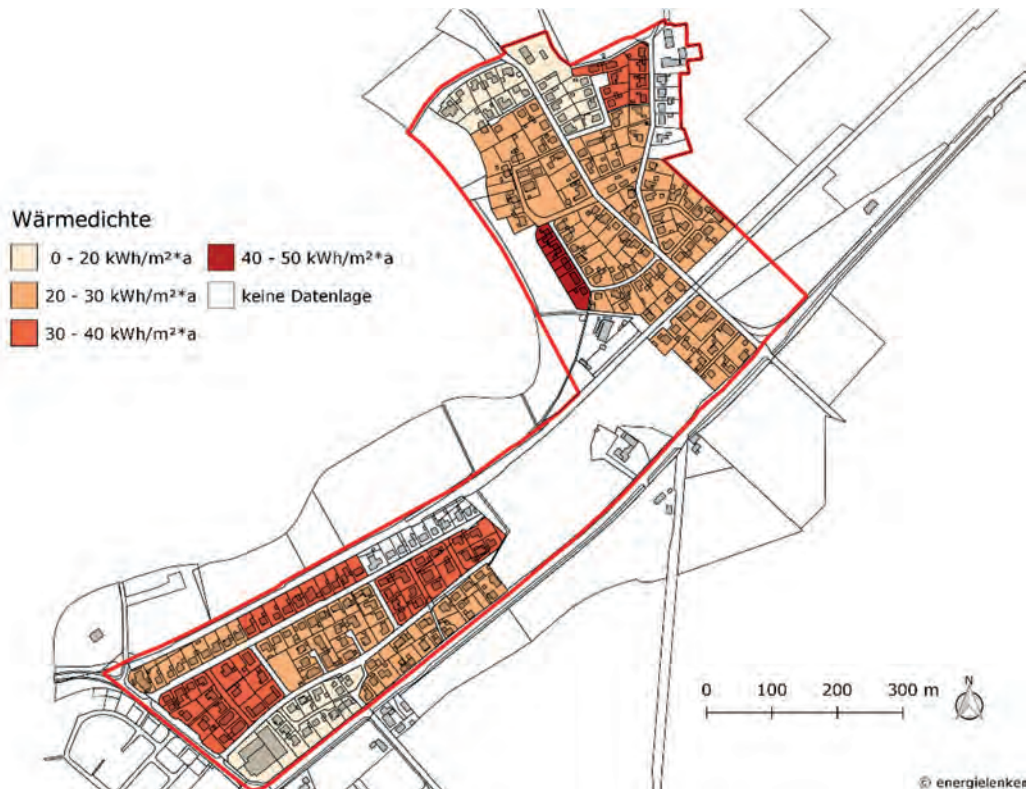 Wärmedichte
0 - 20 kWh/m²*a
40 - 50 kWh/m²*a
20 - 30 kWh/m²*a
keine Datenlage
30 - 40 kWh/m²*a
N
0 100 200 300 m
© energielenker